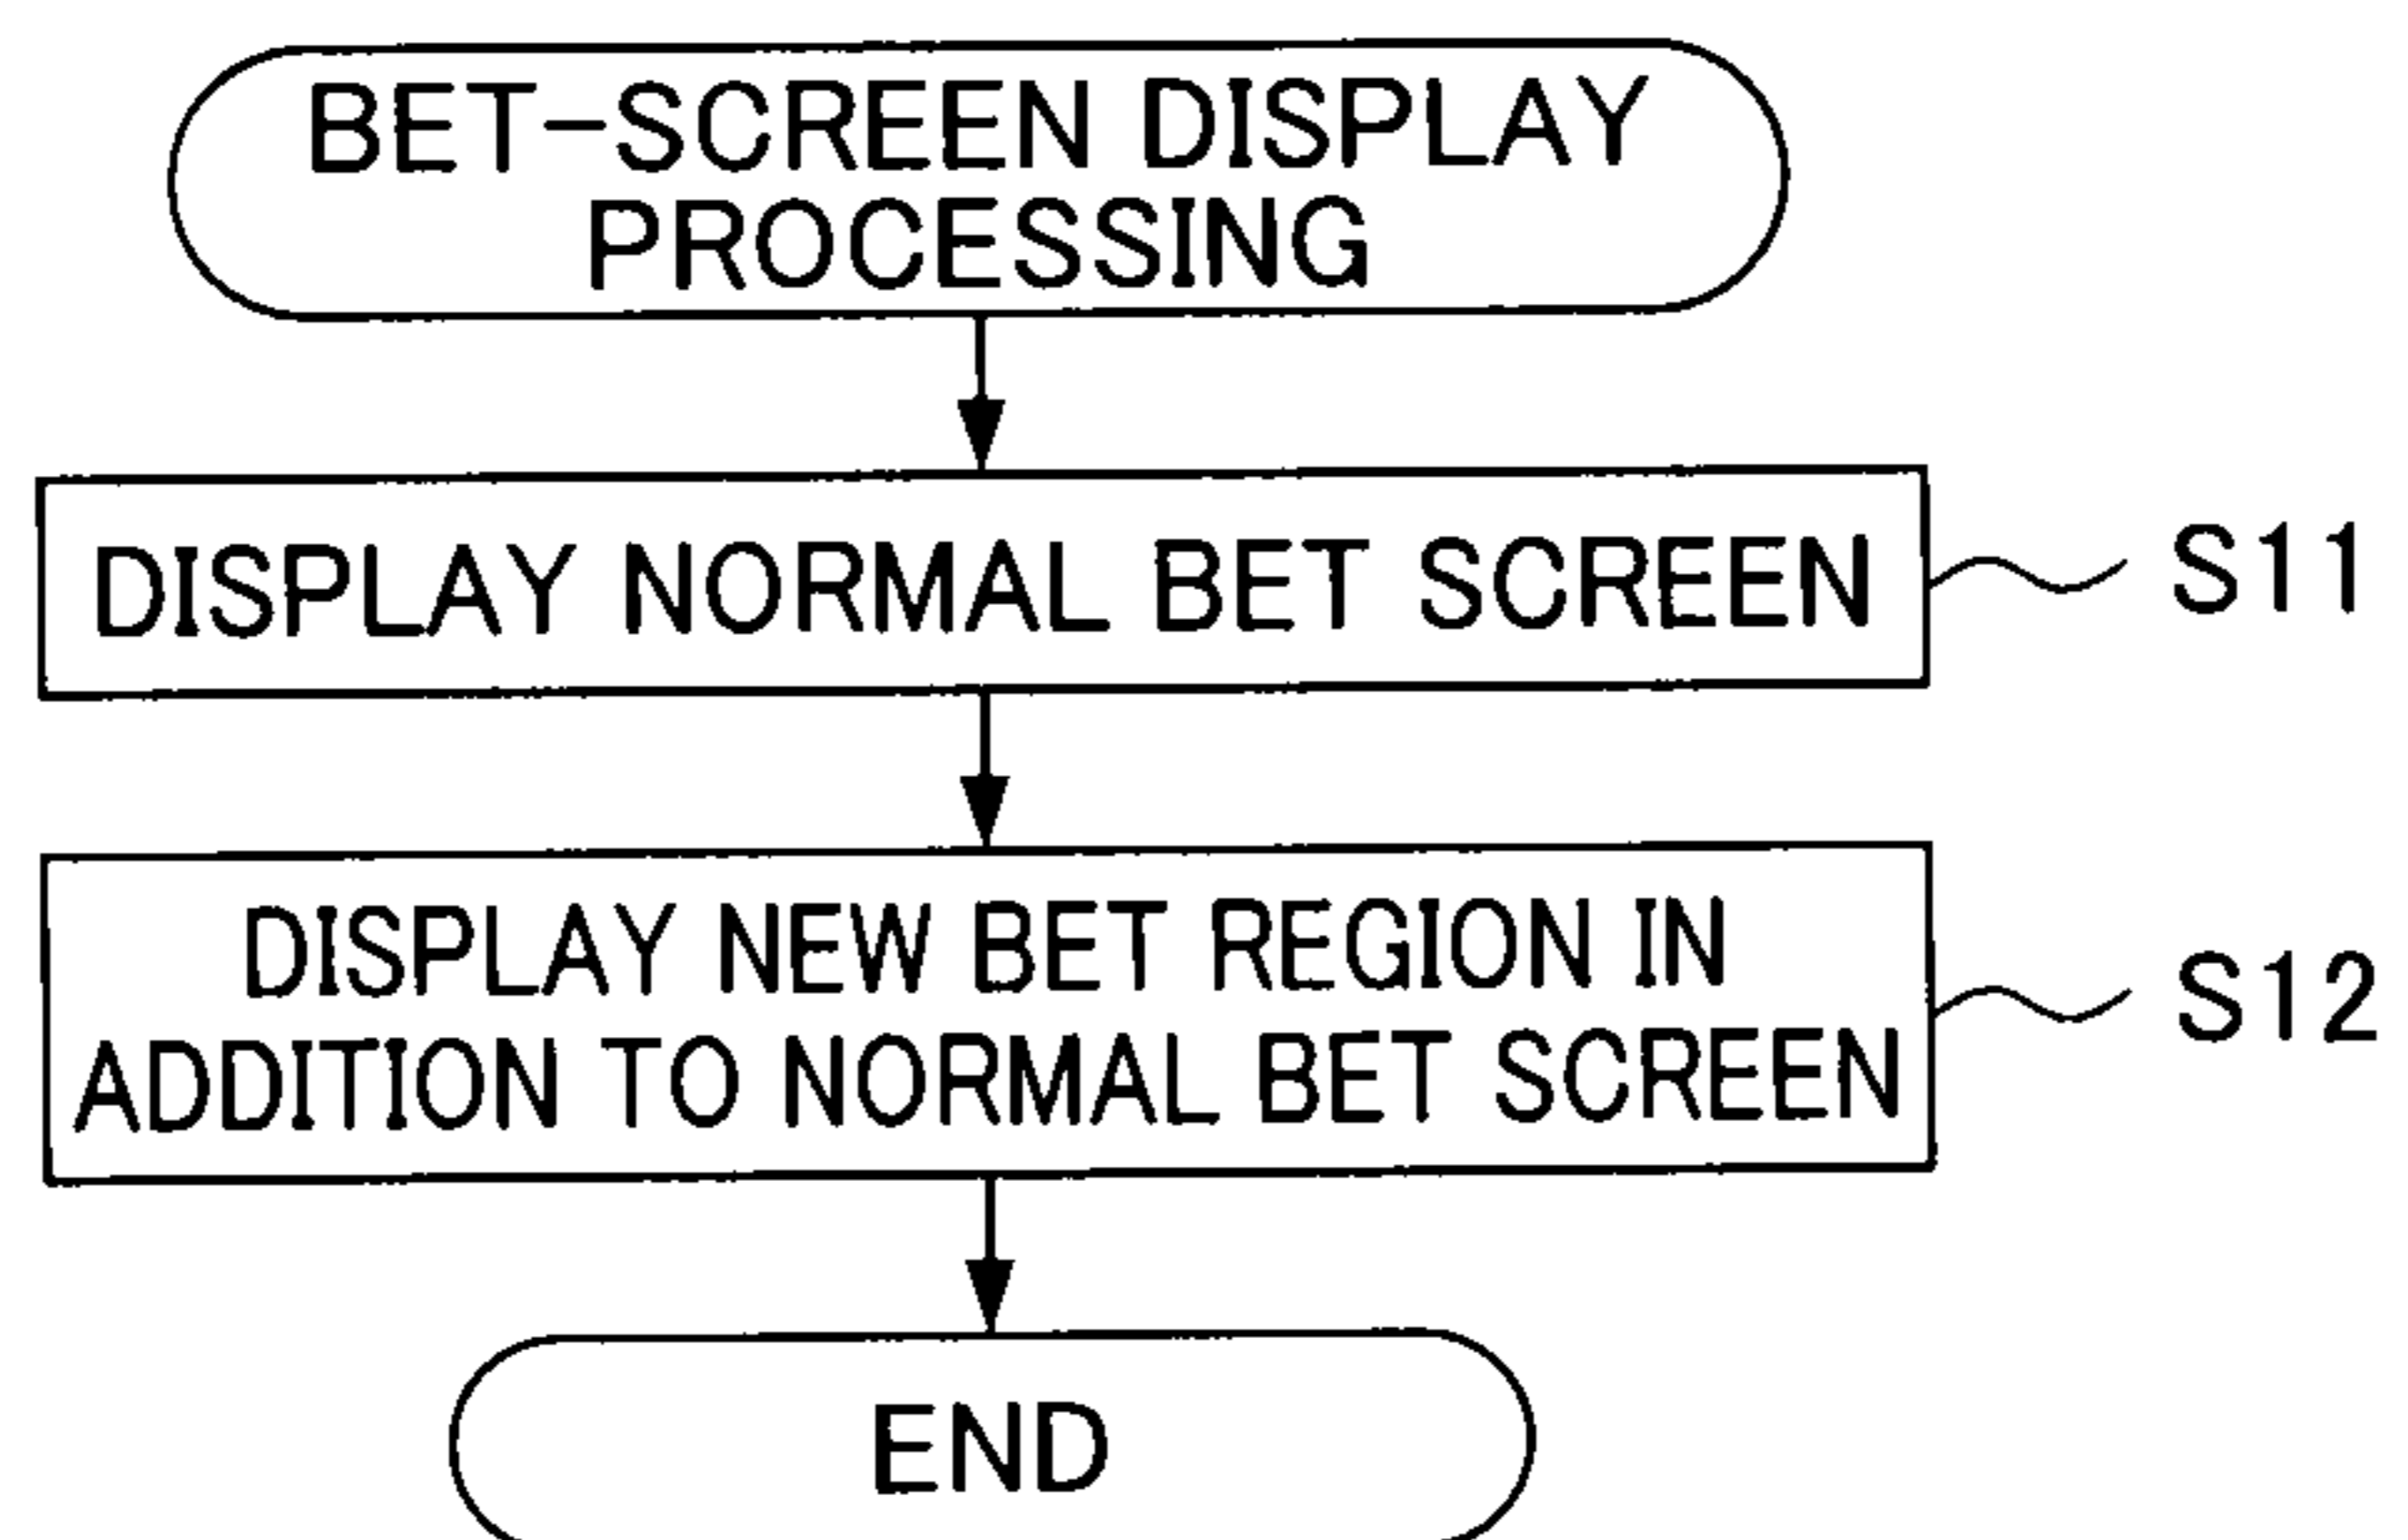 BET-SCREEN DISPLAY
PROCESSING
DISPLAY NORMAL BET SCREEN
S11
DISPLAY NEW BET REGION IN
ADDITION TO NORMAL BET SCREEN
S12
END